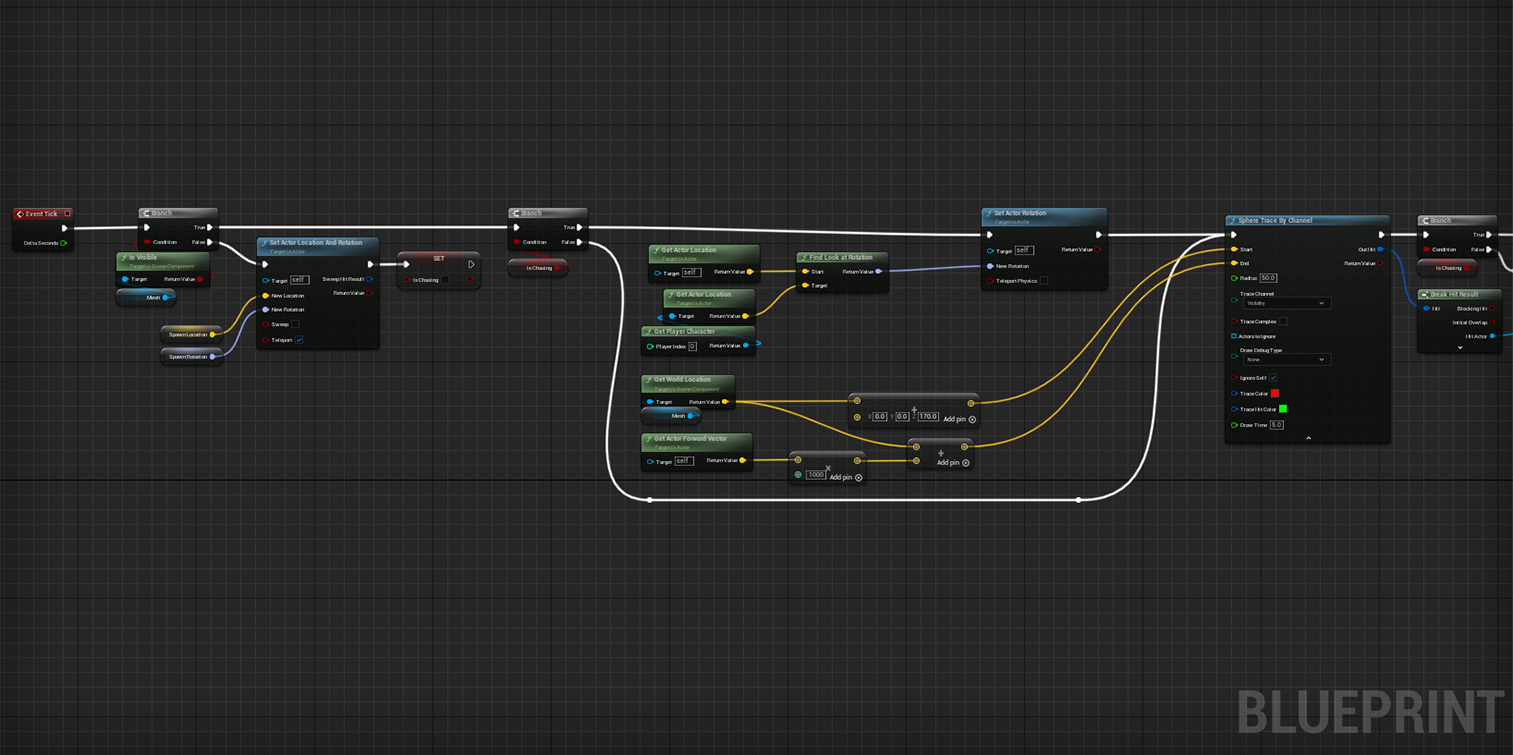 Event Tick
Delta Seconds
Branch
True
Condition
False
Is Visible
Target is Scene Component
Target
Return Value
Mesh
Spawn Location
Spawn Rotation
Set Actor Location And Rotation
Target is Actor
Target
self
Sweep Hit Result
New Location
Return Value
New Rotation
Sweep
Teleport
SET
Is Chasing
Branch
True
Condition
False
Is Chasing
Get Actor Location
Target is Actor
Target
self
Return Value
Get Actor Location
Target is Actor
Target
Return Value
Get Player Character
Player Index
0
Return Value
Find Look at Rotation
Start
Return Value
Target
Get World Location
Target is Scene Component
Target
Return Value
Mesh
Get Actor Forward Vector
Target is Actor
Target
self
Return Value
X 0.0 Y 0.0 Z 170.0
Add pin
1000
Add pin
Add pin
Set Actor Rotation
Target is Actor
Target
self
Return Value
New Rotation
Teleport Physics
Sphere Trace By Channel
Start
Out Hit
End
Return Value
Radius
50.0
Trace Channel
Visibility
Trace Complex
Actors to Ignore
Draw Debug Type
None
Ignore Self
Trace Color
Trace Hit Color
Draw Time
5.0
Branch
True
Condition
False
Is Chasing
Break Hit Result
Hit
Blocking Hit
Initial Overlap
Hit Actor
BLUEPRINT